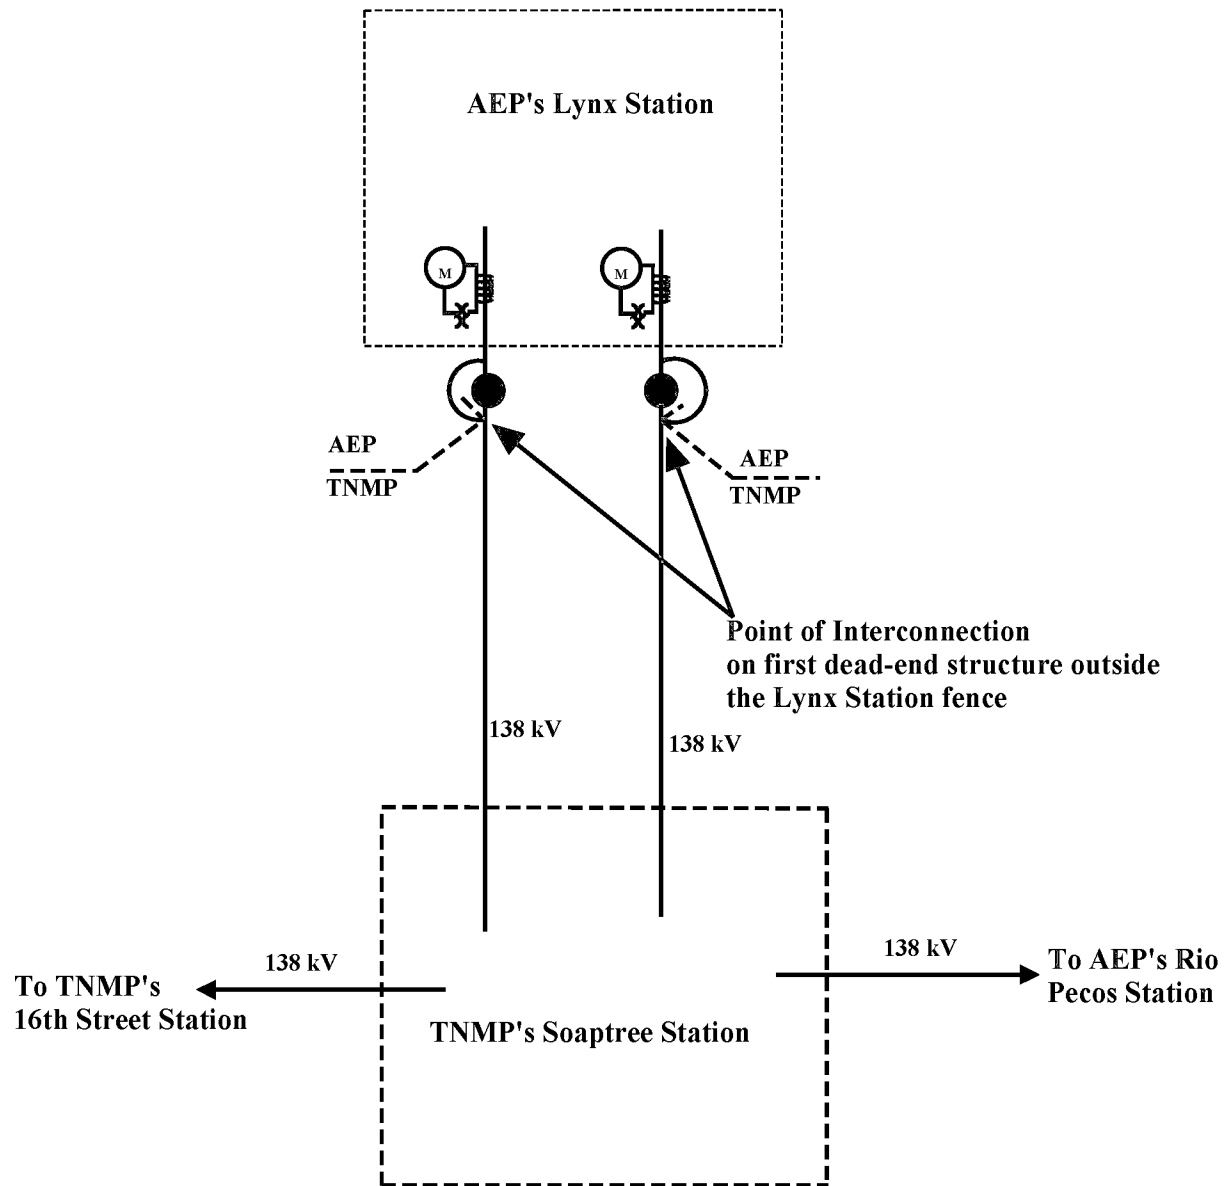 AEP's Lynx Station
M
M
AEP
TNMP
AEP
TNMP
Point of Interconnection
on first dead-end structure outside
the Lynx Station fence
138 kV
138 kV
138 kV
138 kV
To TNMP's
16th Street Station
To AEP's Rio
Pecos Station
TNMP's Soaptree Station